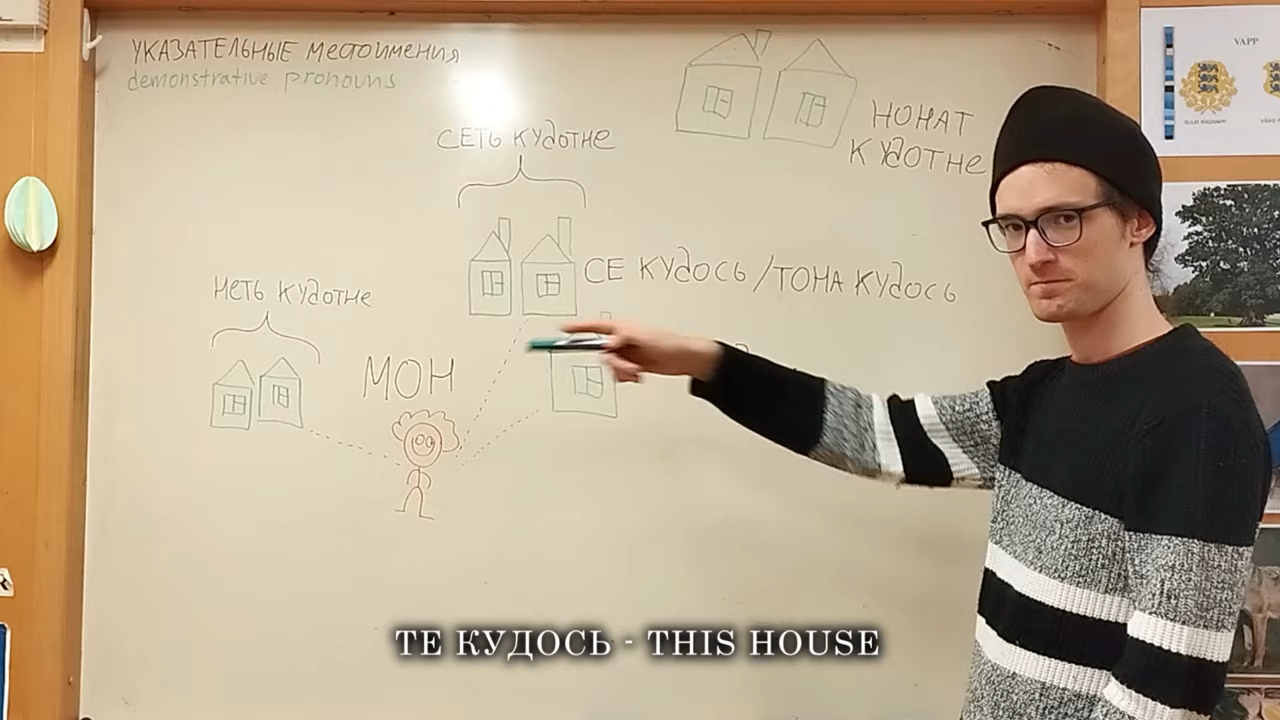 УКАЗАТЕЛЬНЫЕ местоимения
demonstrative pronouns
СЕТЬ КУДОТНЕ
НОНАТ
КУДОТНЕ
VAPP
СЕ КУДОСЬ / ТОНА КУДОСЬ
НЕТЬ КУДОТНЕ
МОН
ТЕ КУДОСЬ - THIS HOUSE